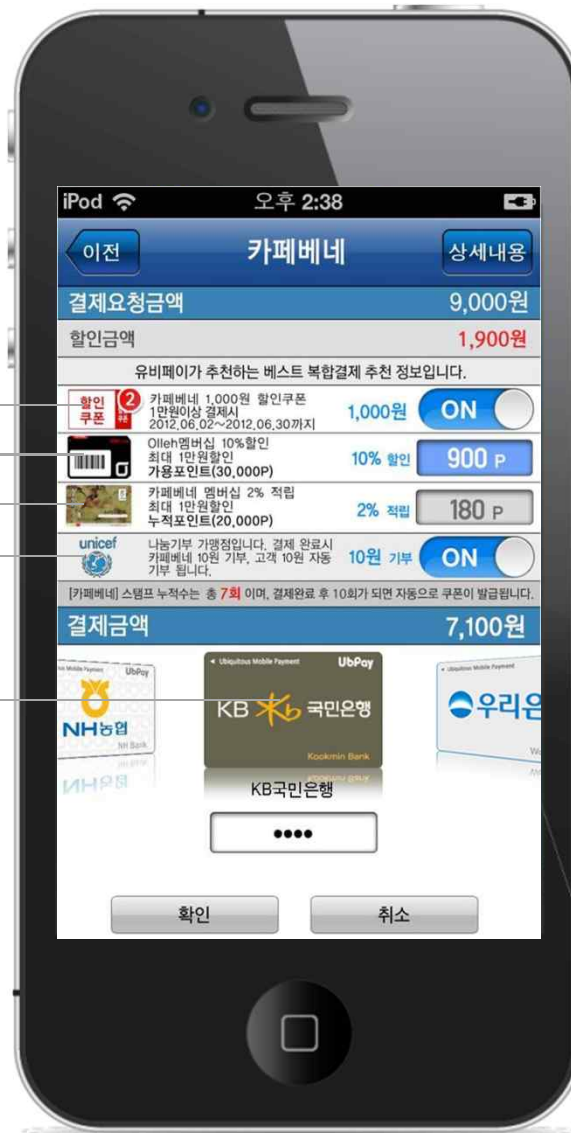 iPod 오후 2:38
이전 카페베네 상세내용
결제요청금액 9,000원
할인금액 1,900원
유비페이가 추천하는 베스트 복합결제 추천 정보입니다.
할인 쿠폰 2
카페베네 1,000원 할인쿠폰
1만원이상 결제시
2012.06.02~2012.06.30까지
1,000원 ON
Olleh멤버십 10%할인
최대 1만원할인
가용포인트(30,000P)
10% 할인 900 P
카페베네 멤버십 2% 적립
최대 1만원할인
누적포인트(20,000P)
2% 적립 180 P
unicef
나눔기부 가맹점입니다. 결제 완료시
카페베네 10원 기부, 고객 10원 자동
기부 됩니다.
10원 기부 ON
[카페베네] 스탬프 누적수는 총 7회 이며, 결제완료 후 10회가 되면 자동으로 쿠폰이 발급됩니다.
결제금액 7,100원
Mobile Payment UbPay
NH농협
NH Bank
Ubiquitous Mobile Payment UbPay
KB 국민은행
Kookmin Bank
Ubiquitous Mobile Payment
우리은
KB국민은행
••••
확인 취소